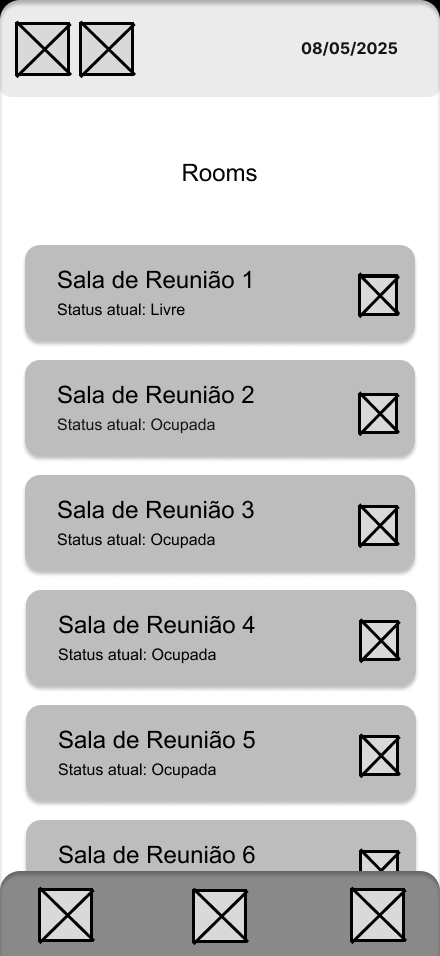 08/05/2025
Rooms
Sala de Reunião 1
Status atual: Livre
Sala de Reunião 2
Status atual: Ocupada
Sala de Reunião 3
Status atual: Ocupada
Sala de Reunião 4
Status atual: Ocupada
Sala de Reunião 5
Status atual: Ocupada
Sala de Reunião 6